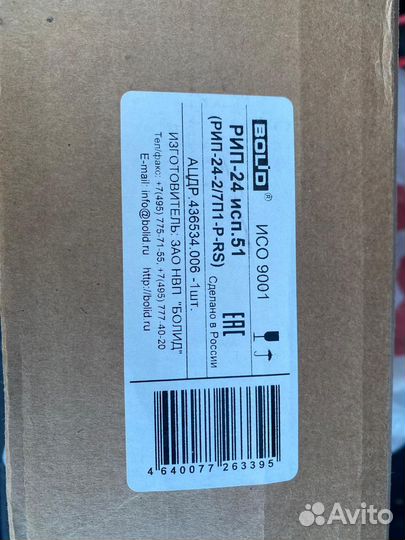 BOLID ® ИСО 9001
РИП-24 исп.51
(РИП-24-2/7П1-Р-RS)
Сделано в России
АЦДР.436534.006 -1шт.
ИЗГОТОВИТЕЛЬ: ЗАО НВП "БОЛИД"
Тел/факс: +7(495) 775-71-55, +7(495) 777-40-20
E-mail: info@bolid.ru http://bolid.ru
4 640077 263395
Avito